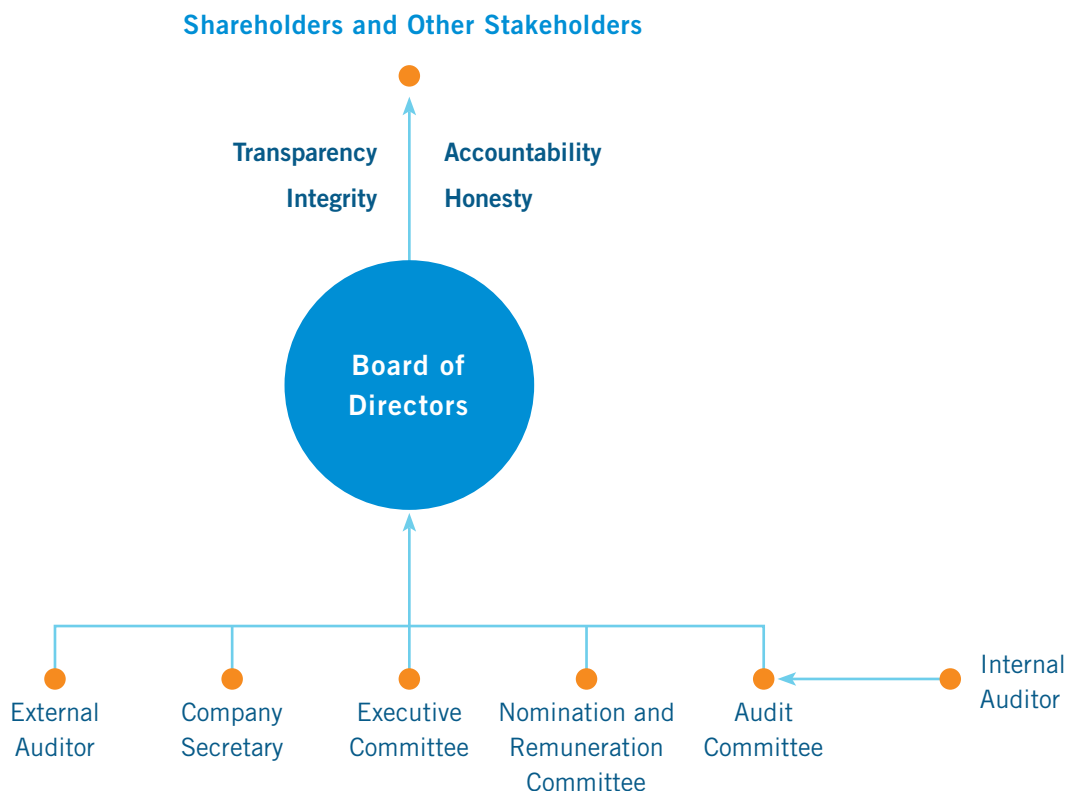 Shareholders and Other Stakeholders
Transparency
Accountability
Integrity
Honesty
Board of
Directors
External
Auditor
Company
Secretary
Executive
Committee
Nomination and
Remuneration
Committee
Audit
Committee
Internal
Auditor